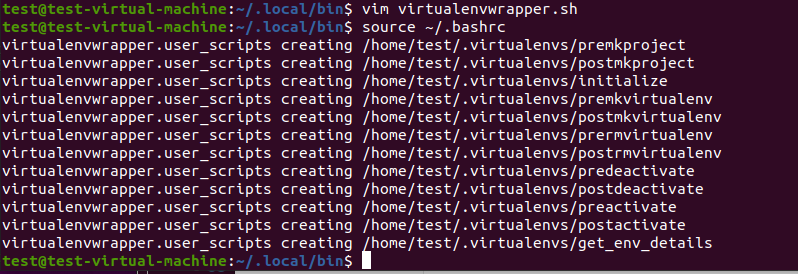 test@test-virtual-machine:~/.local/bin$ vim virtualenvwrapper.sh
test@test-virtual-machine:~/.local/bin$ source ~/.bashrc
virtualenvwrapper.user_scripts creating /home/test/.virtualenvs/premkproject
virtualenvwrapper.user_scripts creating /home/test/.virtualenvs/postmkproject
virtualenvwrapper.user_scripts creating /home/test/.virtualenvs/initialize
virtualenvwrapper.user_scripts creating /home/test/.virtualenvs/premkvirtualenv
virtualenvwrapper.user_scripts creating /home/test/.virtualenvs/postmkvirtualenv
virtualenvwrapper.user_scripts creating /home/test/.virtualenvs/prermvirtualenv
virtualenvwrapper.user_scripts creating /home/test/.virtualenvs/postrmvirtualenv
virtualenvwrapper.user_scripts creating /home/test/.virtualenvs/predeactivate
virtualenvwrapper.user_scripts creating /home/test/.virtualenvs/postdeactivate
virtualenvwrapper.user_scripts creating /home/test/.virtualenvs/preactivate
virtualenvwrapper.user_scripts creating /home/test/.virtualenvs/postactivate
virtualenvwrapper.user_scripts creating /home/test/.virtualenvs/get_env_details
test@test-virtual-machine:~/.local/bin$